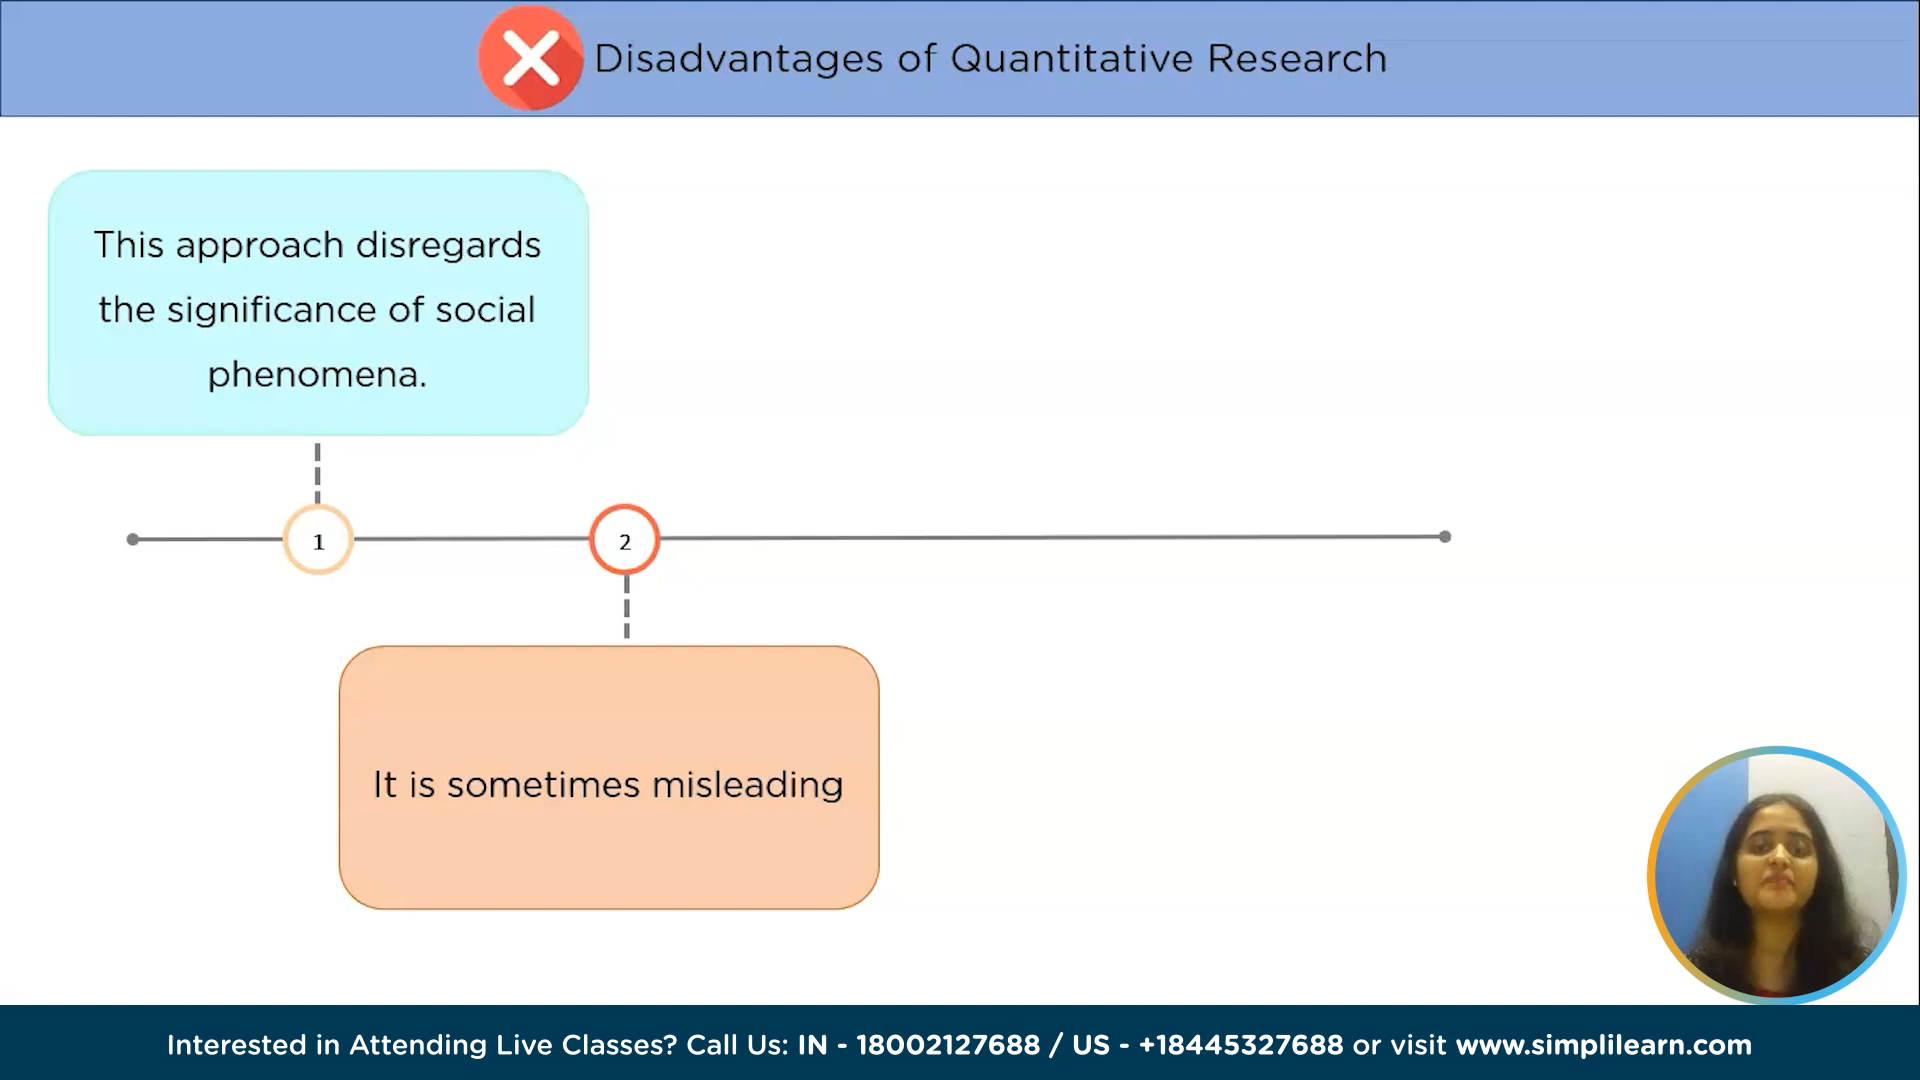 Disadvantages of Quantitative Research
This approach disregards
the significance of social
phenomena.
1
2
It is sometimes misleading
Interested in Attending Live Classes? Call Us: IN - 18002127688 / US - +18445327688 or visit www.simplilearn.com